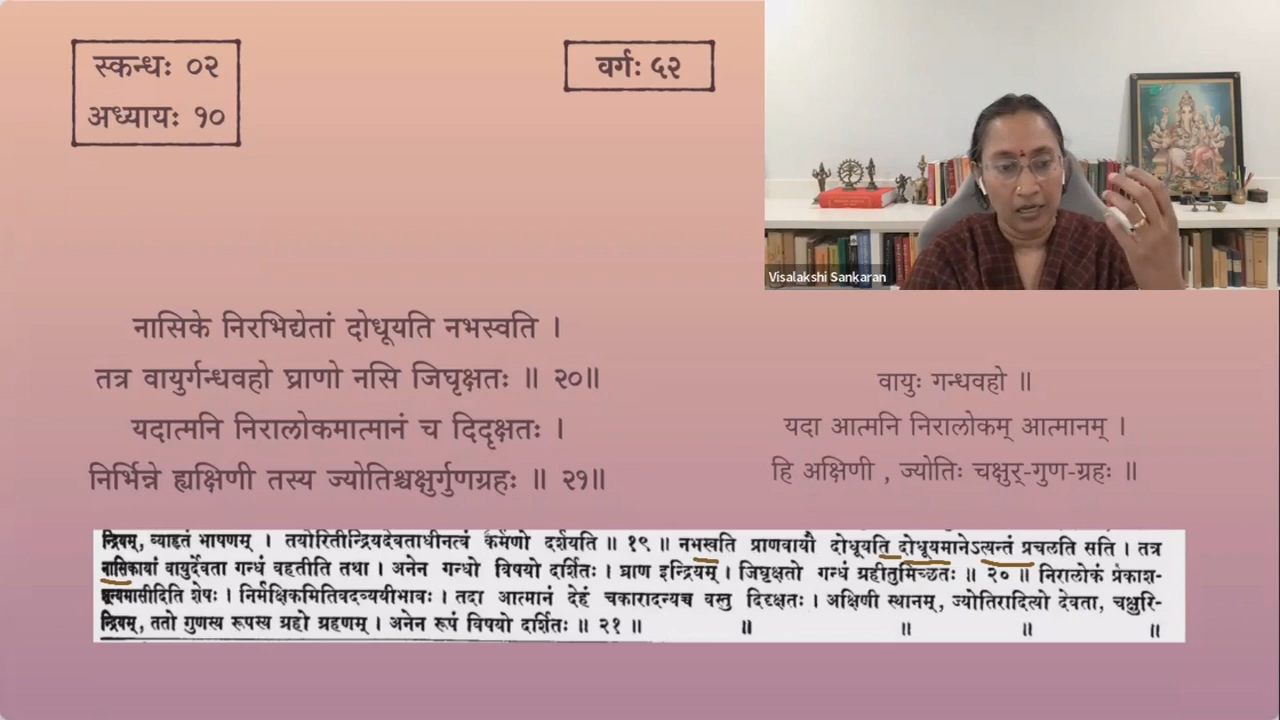 स्कन्धः ०२
अध्यायः १०
वर्गः ५२
Visalakshi Sankaran
नासिके निरभिद्येतां दोधूयति नभस्वति ।
तत्र वायुर्गन्धवहो घ्राणो नसि जिघृक्षतः ॥ २०॥
यदात्मनि निरालोकमात्मानं च दिदृक्षतः ।
निर्भिन्ने ह्यक्षिणी तस्य ज्योतिश्चक्षुर्गुणग्रहः ॥ २१॥
वायुः गन्धवहो ॥
यदा आत्मनि निरालोकम् आत्मानम् ।
हि अक्षिणी , ज्योतिः चक्षुर्-गुण-ग्रहः ॥
न्द्रियम्, व्याहृतं भाषणम् । तयोरितीन्द्रियदेवताधीनत्वं कर्मणो दर्शयति ॥ १९ ॥ नभस्वति प्राणवायौ दोधूयति दोधूयमानेऽत्यन्तं प्रचलति सति । तत्र
नासिकायां वायुर्देवता गन्धं वहतीति तथा । अनेन गन्धो विषयो दर्शितः । घ्राण इन्द्रियम् । जिघृक्षतो गन्धं ग्रहीतुमिच्छतः ॥ २० ॥ निरालोकं प्रकाश-
शून्यमासीदिति शेषः । निर्मक्षिकमितिवदव्ययीभावः । तदा आत्मानं देहं चकारादन्यच्च वस्तु दिदृक्षतः । अक्षिणी स्थानम्, ज्योतिरादित्यो देवता, चक्षुरि-
न्द्रियम्, ततो गुणस्य रूपस्य ग्रहो ग्रहणम् । अनेन रूपं विषयो दर्शितः ॥ २१ ॥ ॥ ॥ ॥ ॥